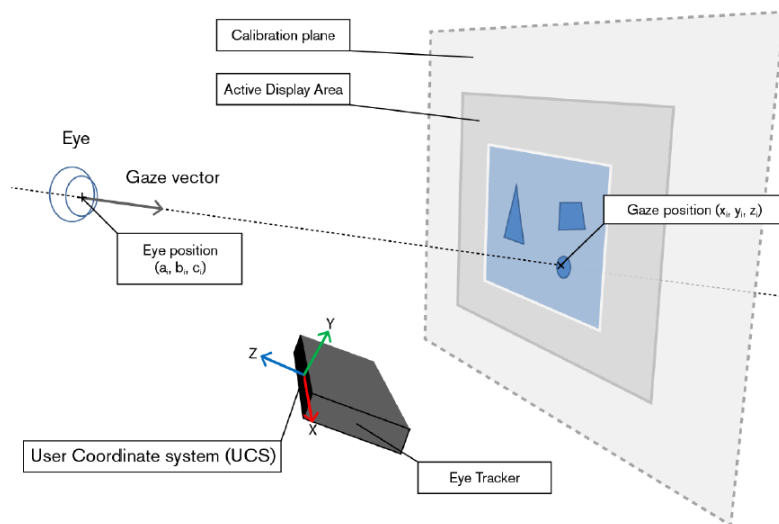 Calibration plane
Active Display Area
Eye
Gaze vector
Gaze position (xᵢ, yᵢ, zᵢ)
Eye position
(aᵢ, bᵢ, cᵢ)
Y
Z
X
User Coordinate system (UCS)
Eye Tracker